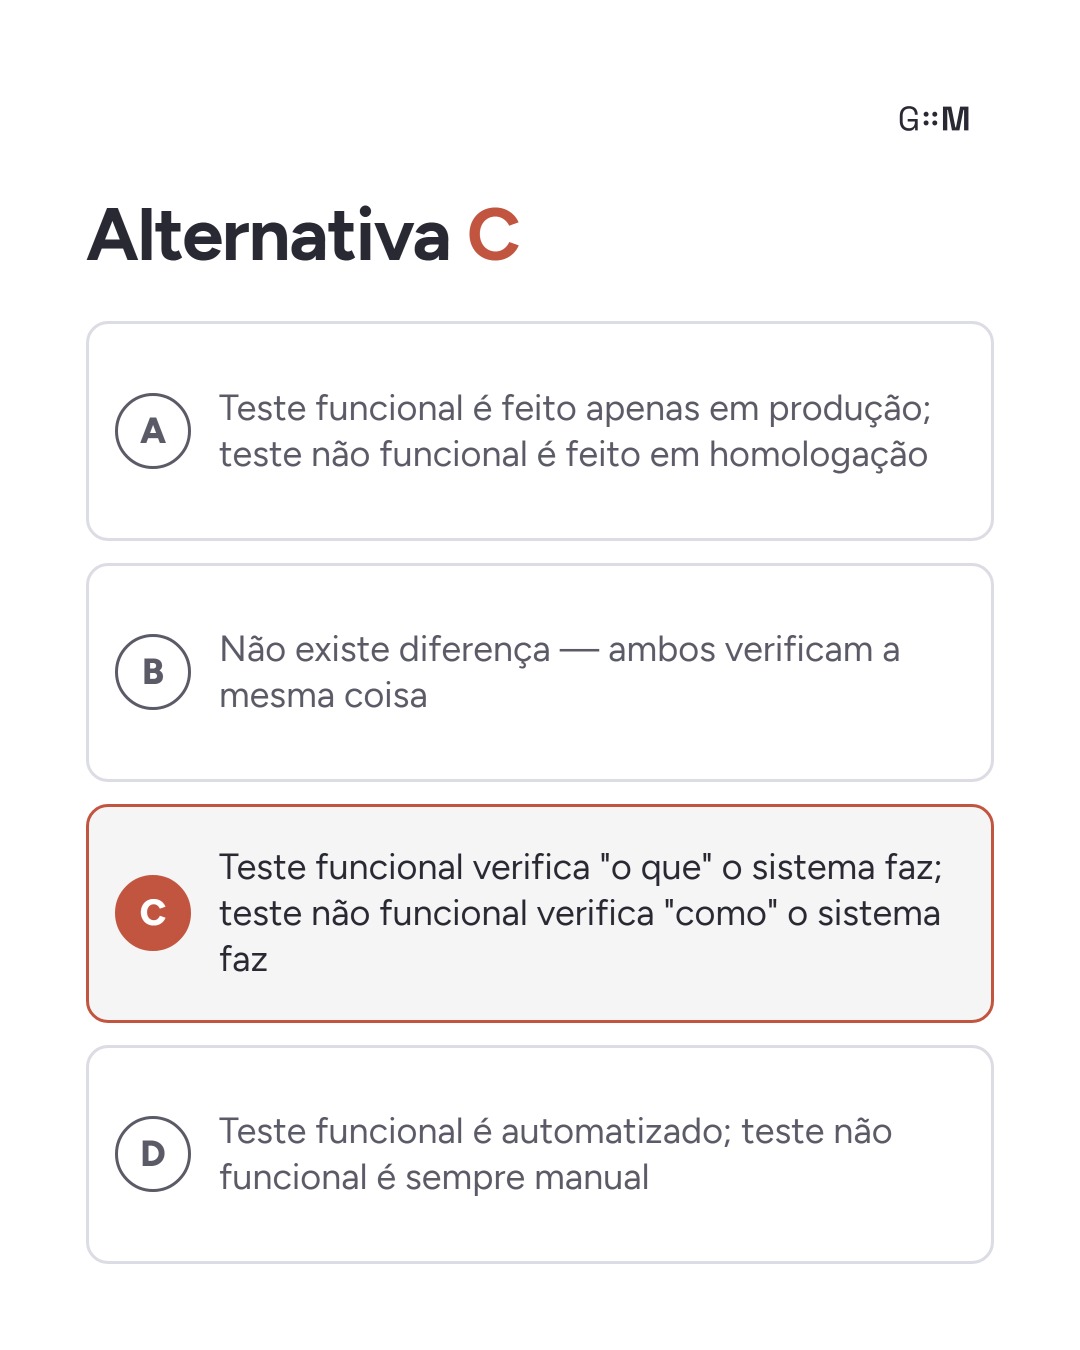 G::M
Alternativa C
A
Teste funcional é feito apenas em produção;
teste não funcional é feito em homologação
B
Não existe diferença — ambos verificam a
mesma coisa
C
Teste funcional verifica "o que" o sistema faz;
teste não funcional verifica "como" o sistema
faz
D
Teste funcional é automatizado; teste não
funcional é sempre manual